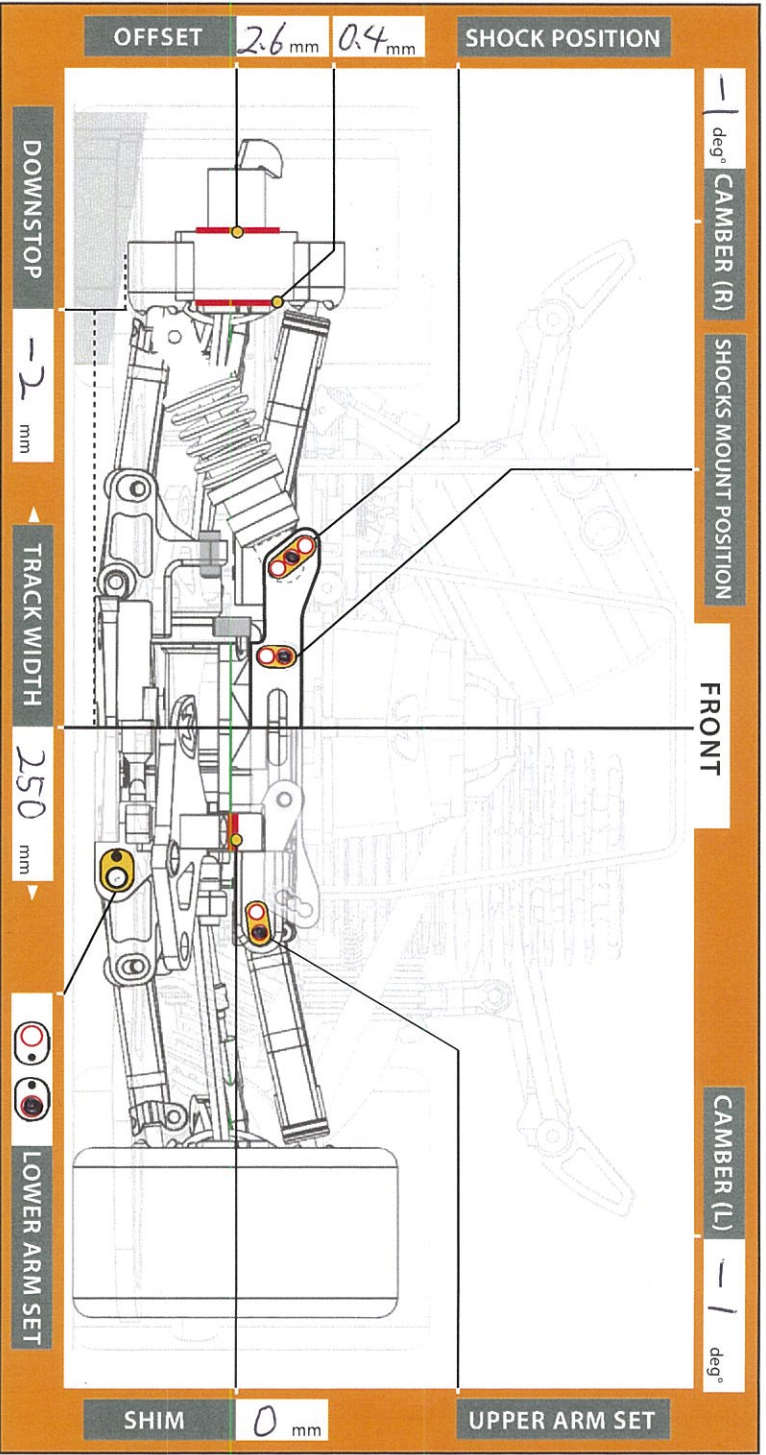 FRONT
CAMBER (R) -1 deg°
SHOCKS MOUNT POSITION
CAMBER (L) -1 deg°
SHOCK POSITION
OFFSET 2.6 mm 0.4 mm
UPPER ARM SET
SHIM 0 mm
DOWNSTOP -2 mm
TRACK WIDTH 250 mm
LOWER ARM SET